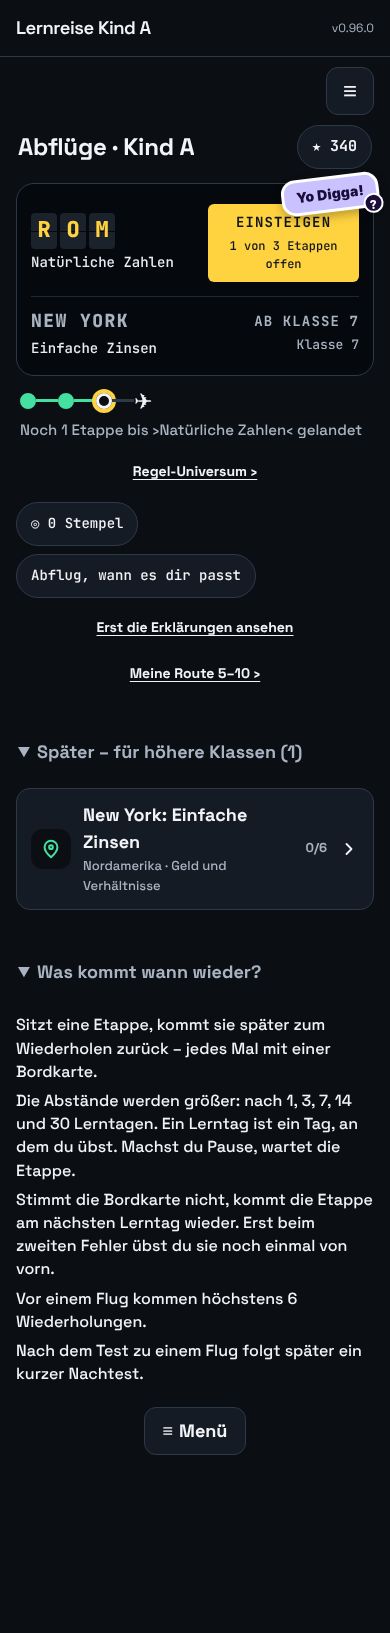 Lernreise Kind A
v0.96.0
≡
Abflüge · Kind A
★ 340
Yo Digga!
?
ROM
EINSTEIGEN
Natürliche Zahlen
1 von 3 Etappen
offen
NEW YORK
AB KLASSE 7
Einfache Zinsen
Klasse 7
Noch 1 Etappe bis ›Natürliche Zahlen‹ gelandet
Regel-Universum ›
◎ 0 Stempel
Abflug, wann es dir passt
Erst die Erklärungen ansehen
Meine Route 5–10 ›
▼ Später – für höhere Klassen (1)
New York: Einfache
Zinsen
Nordamerika · Geld und
Verhältnisse
0/6
▼ Was kommt wann wieder?
Sitzt eine Etappe, kommt sie später zum
Wiederholen zurück – jedes Mal mit einer
Bordkarte.
Die Abstände werden größer: nach 1, 3, 7, 14
und 30 Lerntagen. Ein Lerntag ist ein Tag, an
dem du übst. Machst du Pause, wartet die
Etappe.
Stimmt die Bordkarte nicht, kommt die Etappe
am nächsten Lerntag wieder. Erst beim
zweiten Fehler übst du sie noch einmal von
vorn.
Vor einem Flug kommen höchstens 6
Wiederholungen.
Nach dem Test zu einem Flug folgt später ein
kurzer Nachtest.
≡ Menü